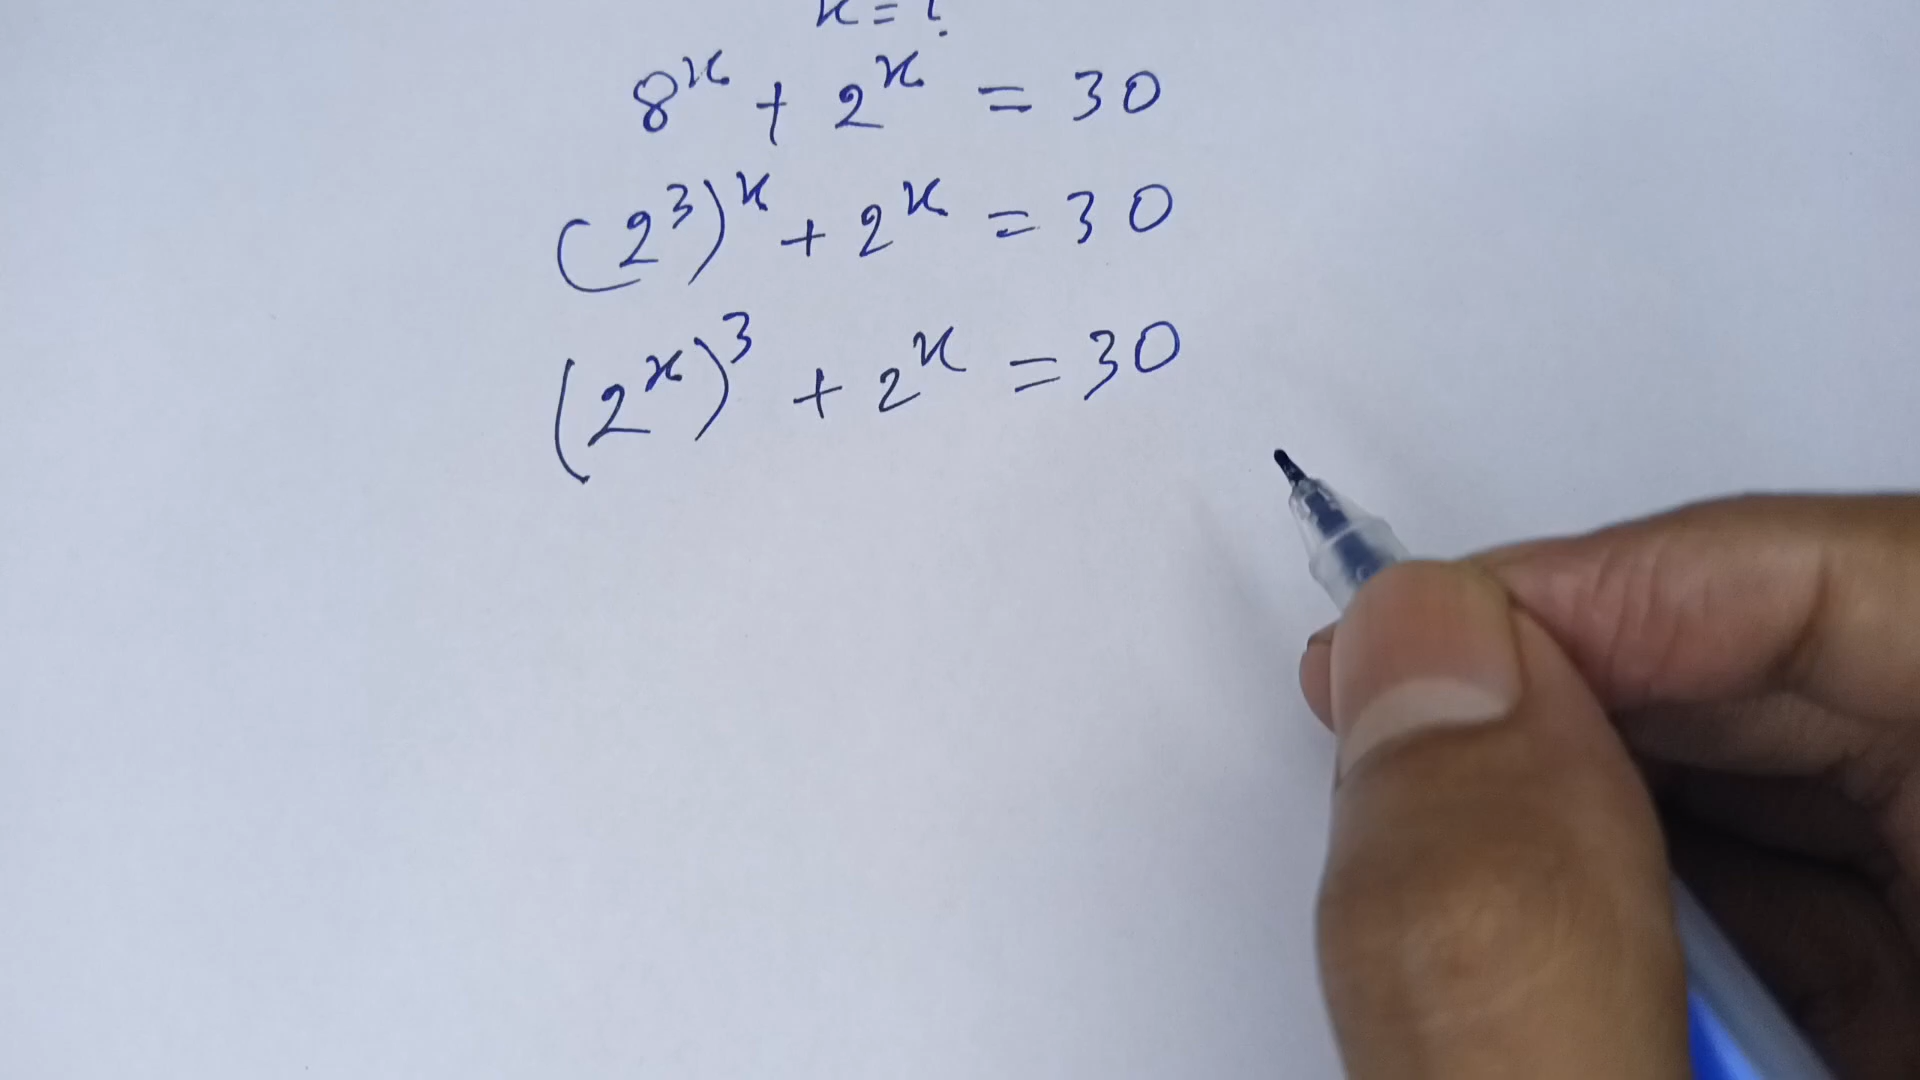 x = ?
8^x + 2^x = 30
(2^3)^x + 2^x = 30
(2^x)^3 + 2^x = 30